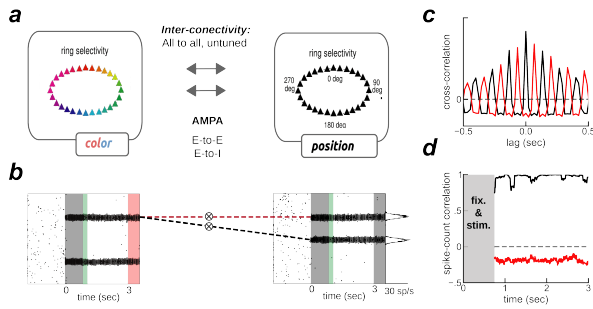 a
Inter-conectivity:
All to all, untuned
ring selectivity
color
AMPA
E-to-E
E-to-I
ring selectivity
0 deg
270 deg
90 deg
180 deg
position
b
0 3
time (sec)
0 3
time (sec)
30 sp/s
c
cross-correlation
0
-0.5 0.0 0.5
lag (sec)
d
spike-count correlation
1
.5
0
-.5
fix.
&
stim.
0 1 2 3
time (sec)